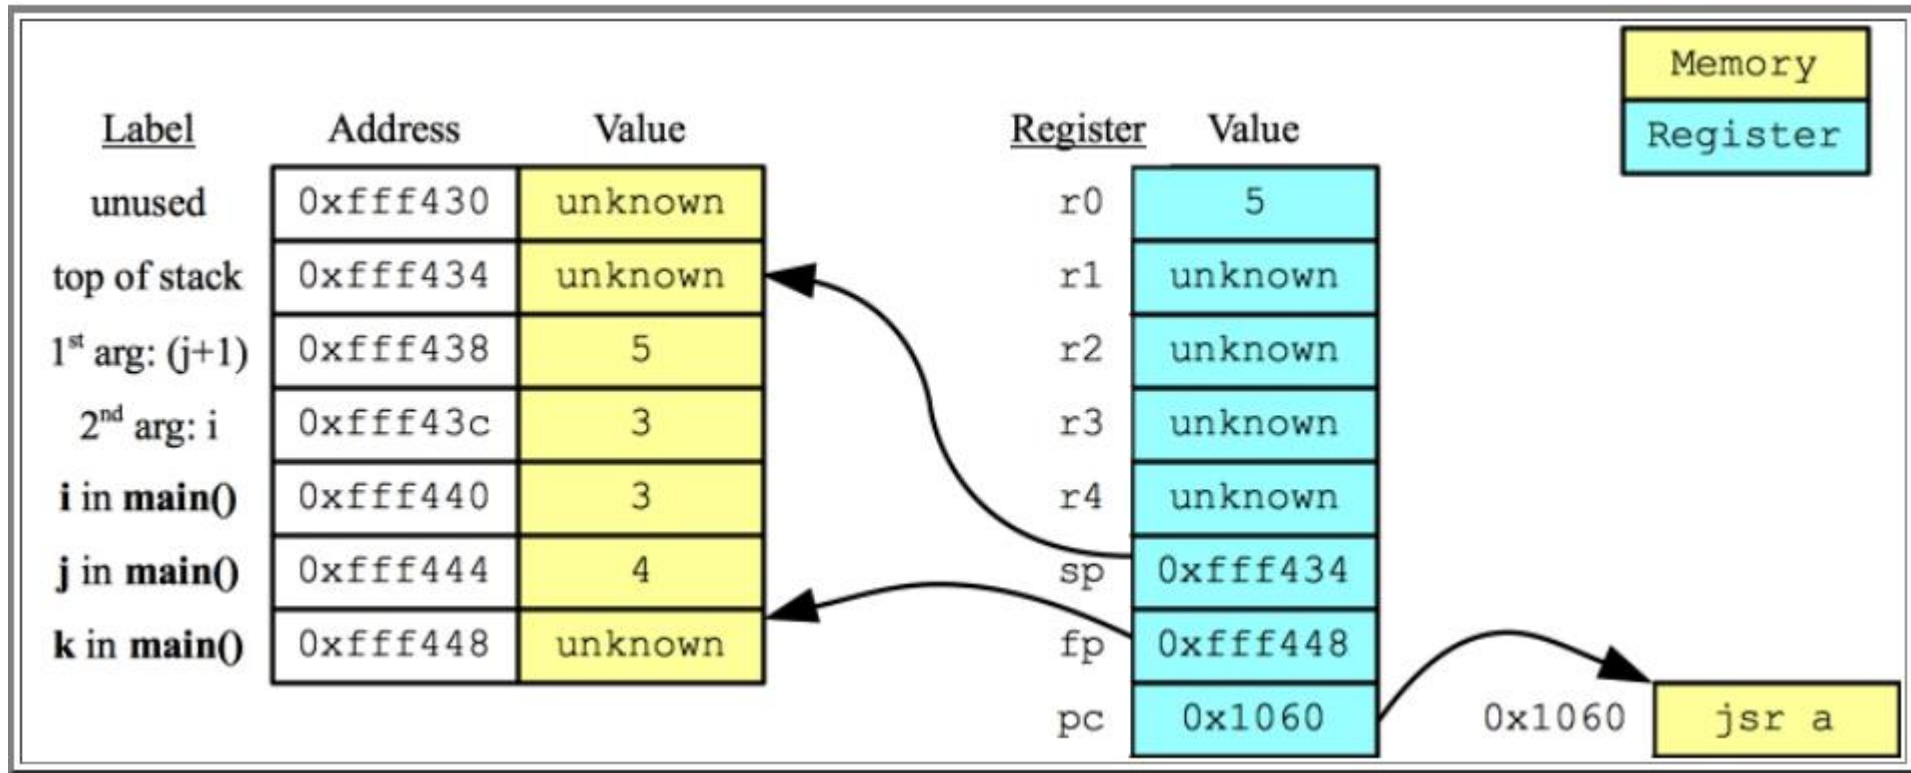 Memory
Register
Label Address Value Register Value
unused 0xfff430 unknown r0 5
top of stack 0xfff434 unknown r1 unknown
1st arg: (j+1) 0xfff438 5 r2 unknown
2nd arg: i 0xfff43c 3 r3 unknown
i in main() 0xfff440 3 r4 unknown
j in main() 0xfff444 4 sp 0xfff434
k in main() 0xfff448 unknown fp 0xfff448
pc 0x1060 0x1060 jsr a